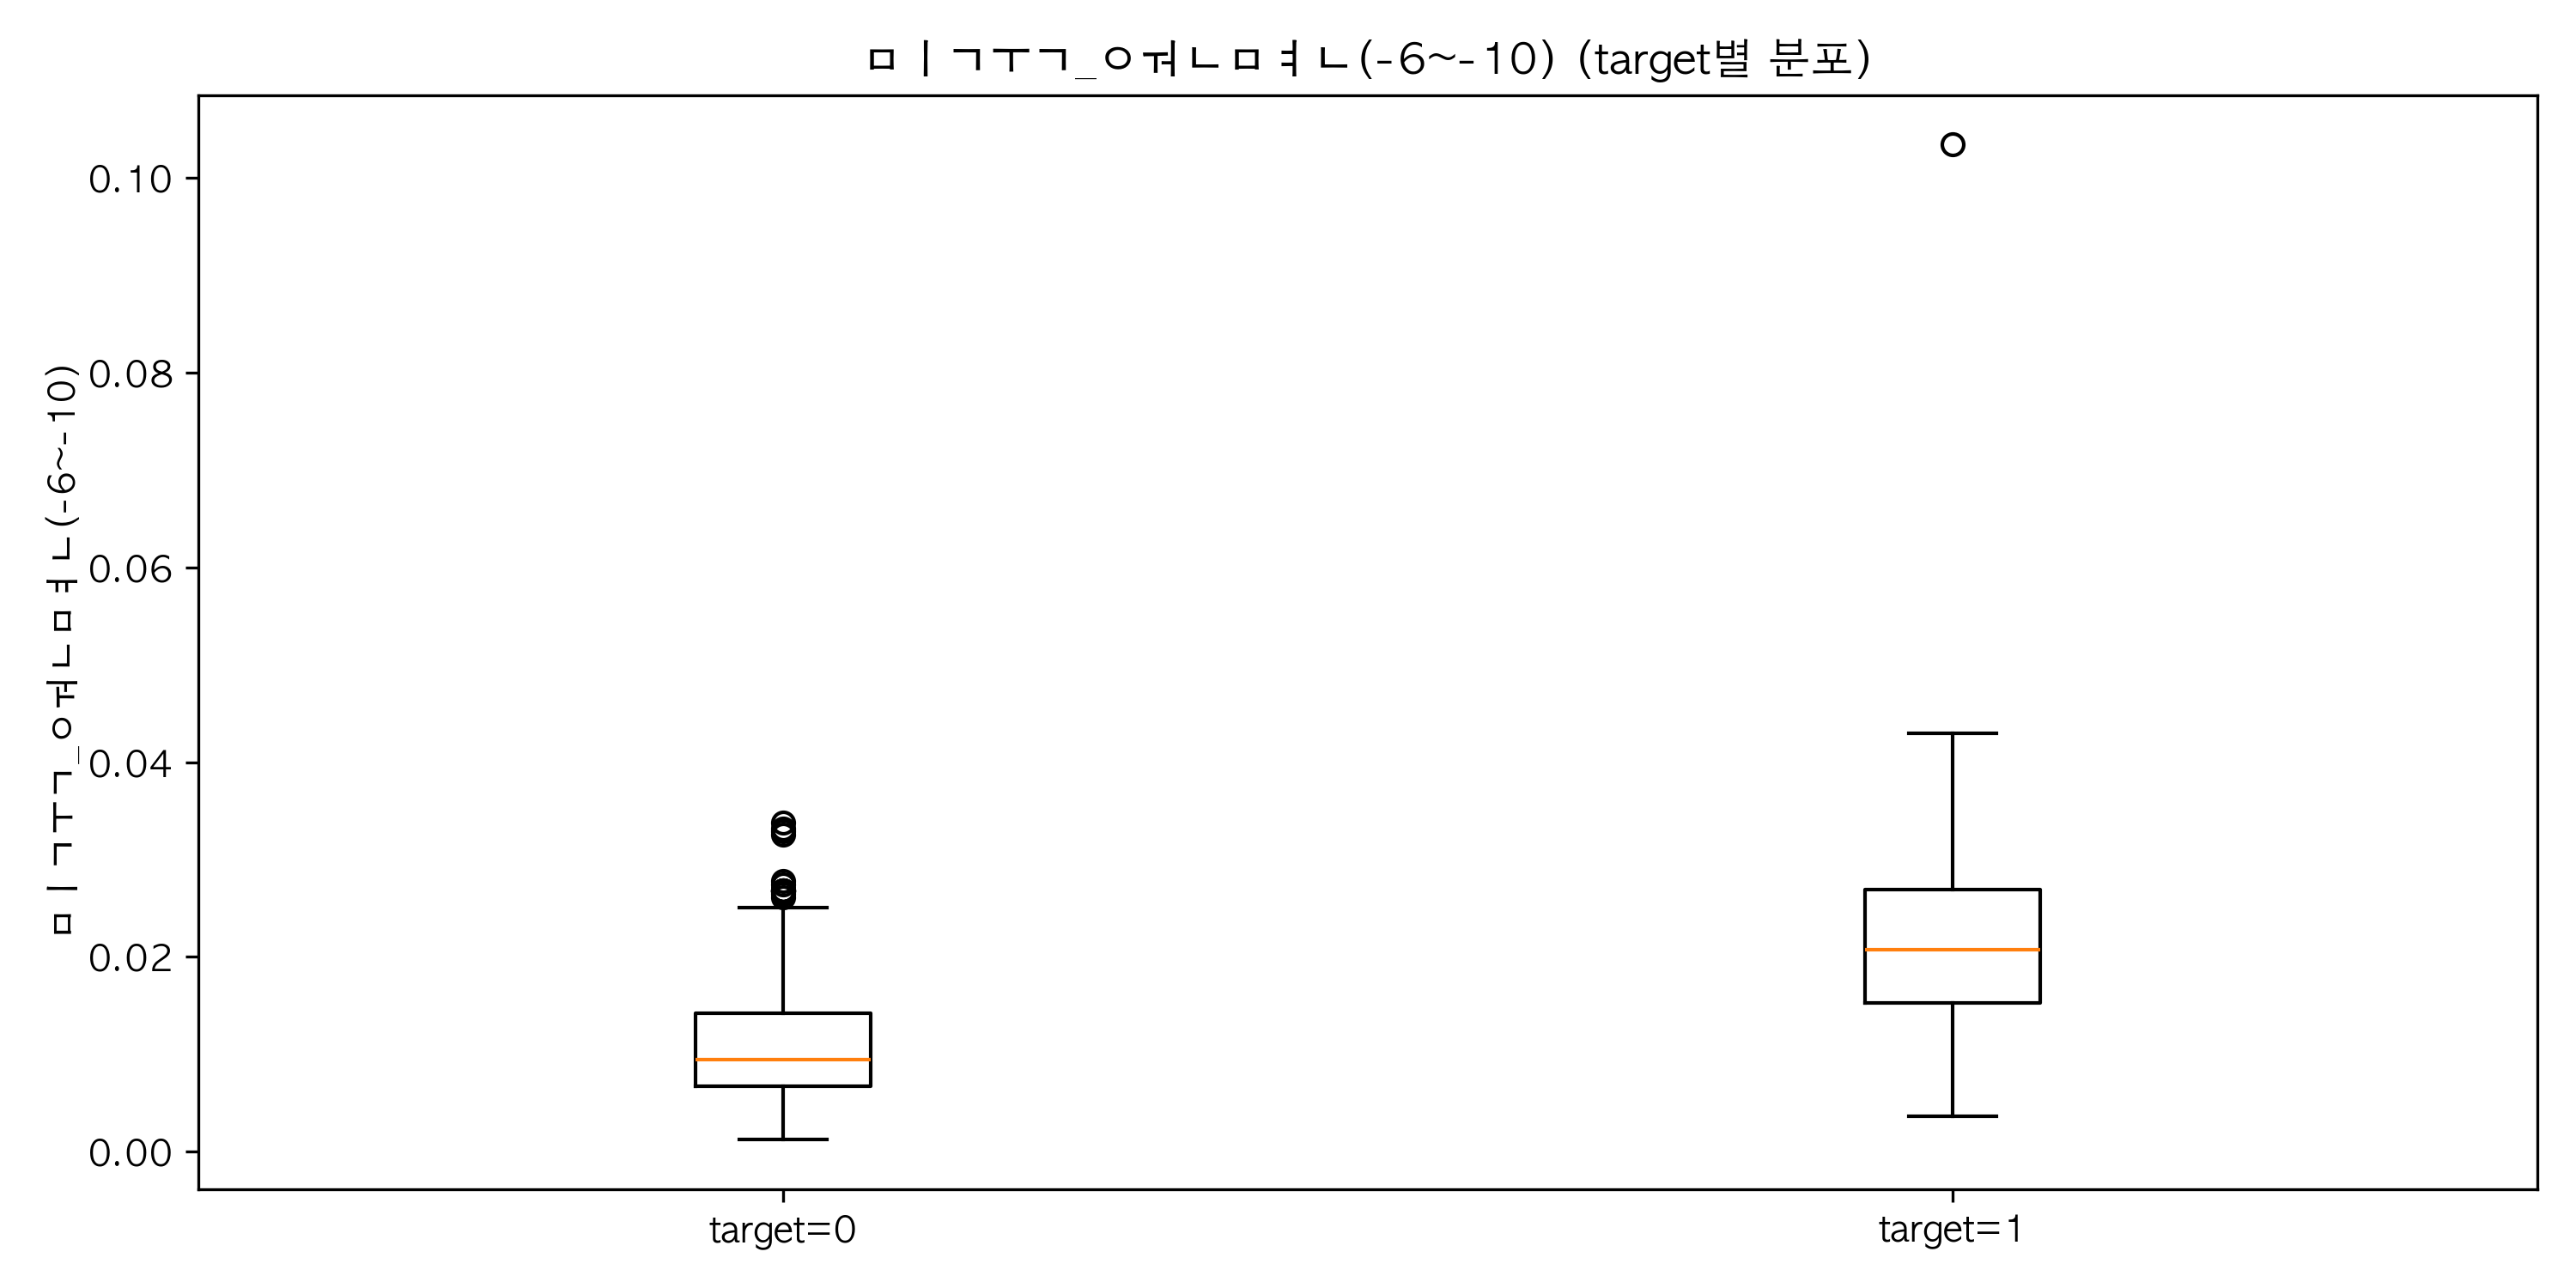 ㅁㅣㄱㅜㄱ_ㅇㅝㄴㅁㅕㄴ(-6~-10) (target별 분포)
ㅁㅣㄱㅜㄱ_ㅇㅝㄴㅁㅕㄴ(-6~-10)
0.10
0.08
0.06
0.04
0.02
0.00
target=0
target=1